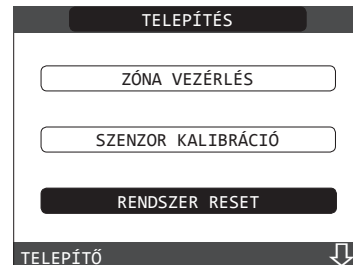 TELEPÍTÉS
ZÓNA VEZÉRLÉS
SZENZOR KALIBRÁCIÓ
RENDSZER RESET
TELEPÍTŐ